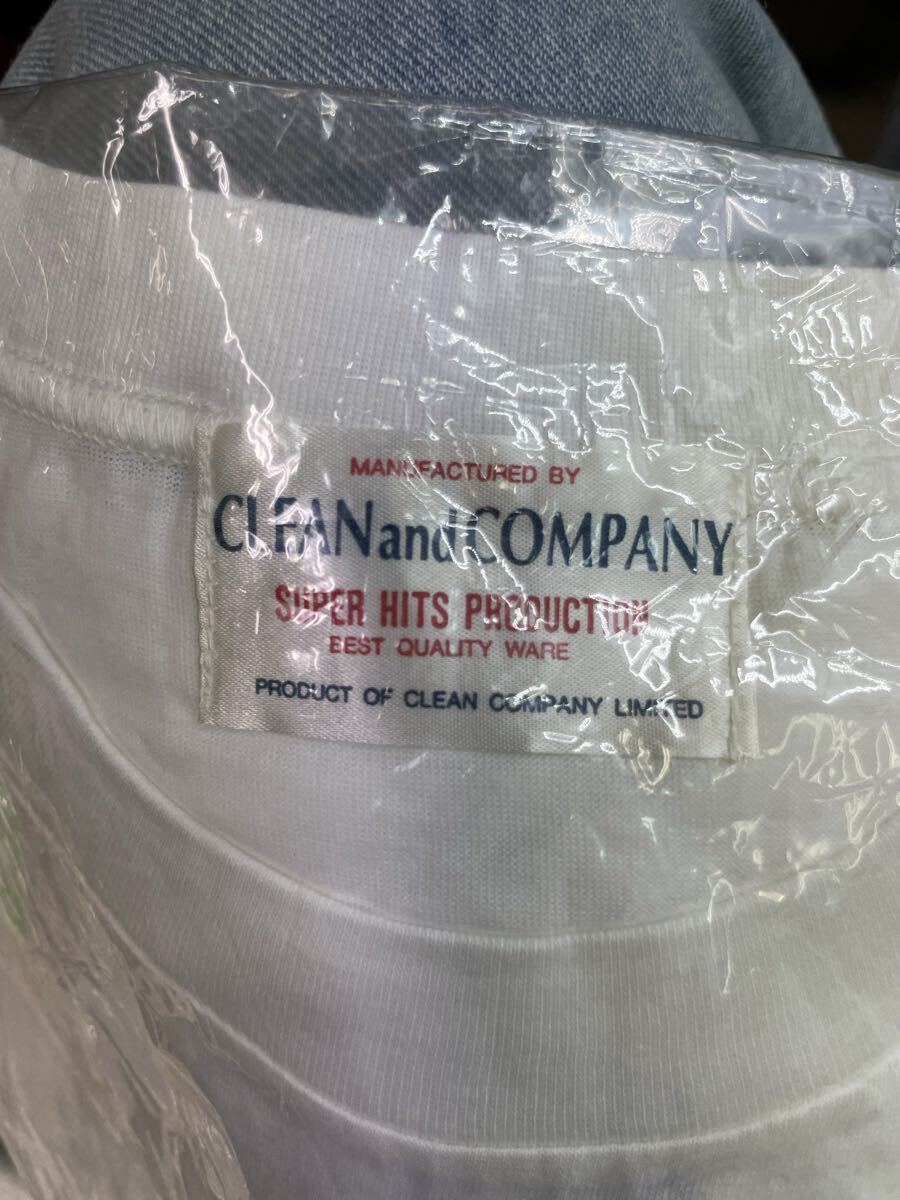 MANUFACTURED BY
CLEANandCOMPANY
SUPER HITS PRODUCTION
BEST QUALITY WARE
PRODUCT OF CLEAN COMPANY LIMITED